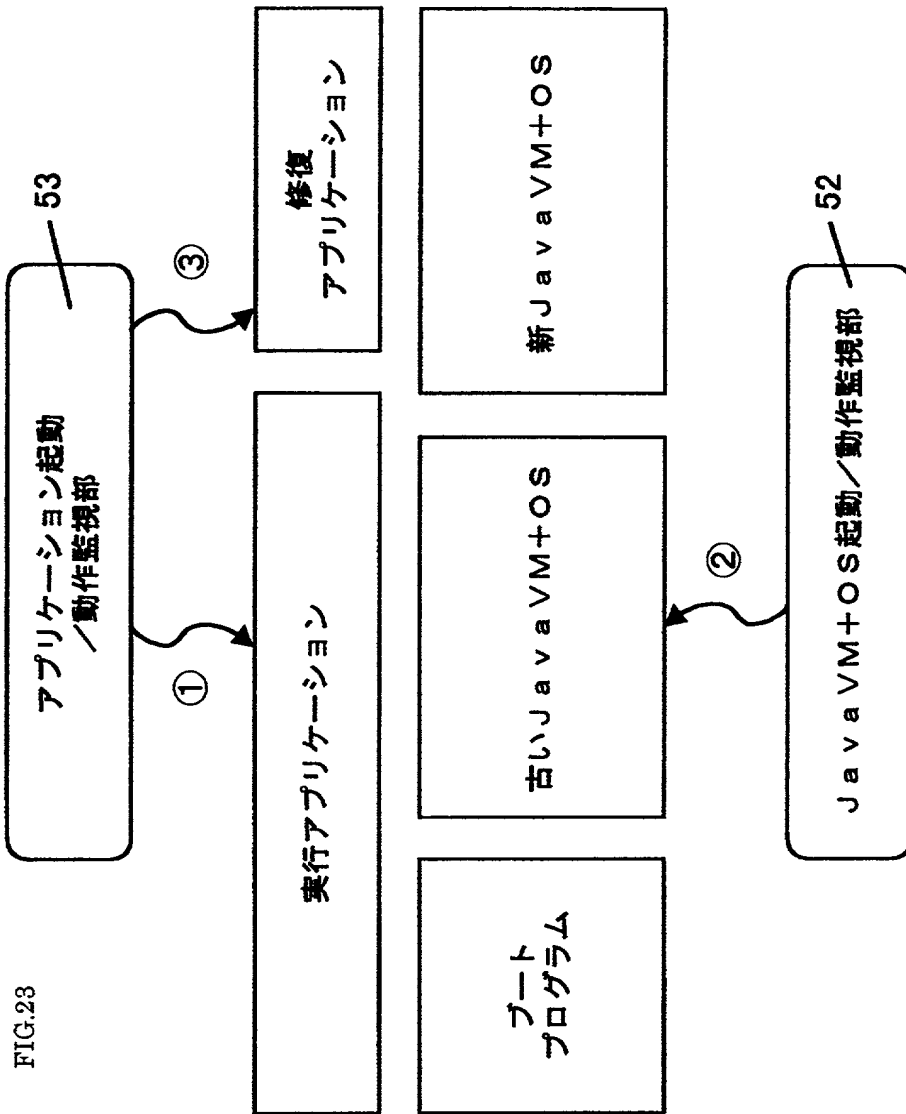 FIG.23
53
アプリケーション起動
／動作監視部
①
③
実行アプリケーション
修復
アプリケーション
ブート
プログラム
古いＪａｖａＶＭ＋ＯＳ
新ＪａｖａＶＭ＋ＯＳ
②
52
ＪａｖａＶＭ＋ＯＳ起動／動作監視部